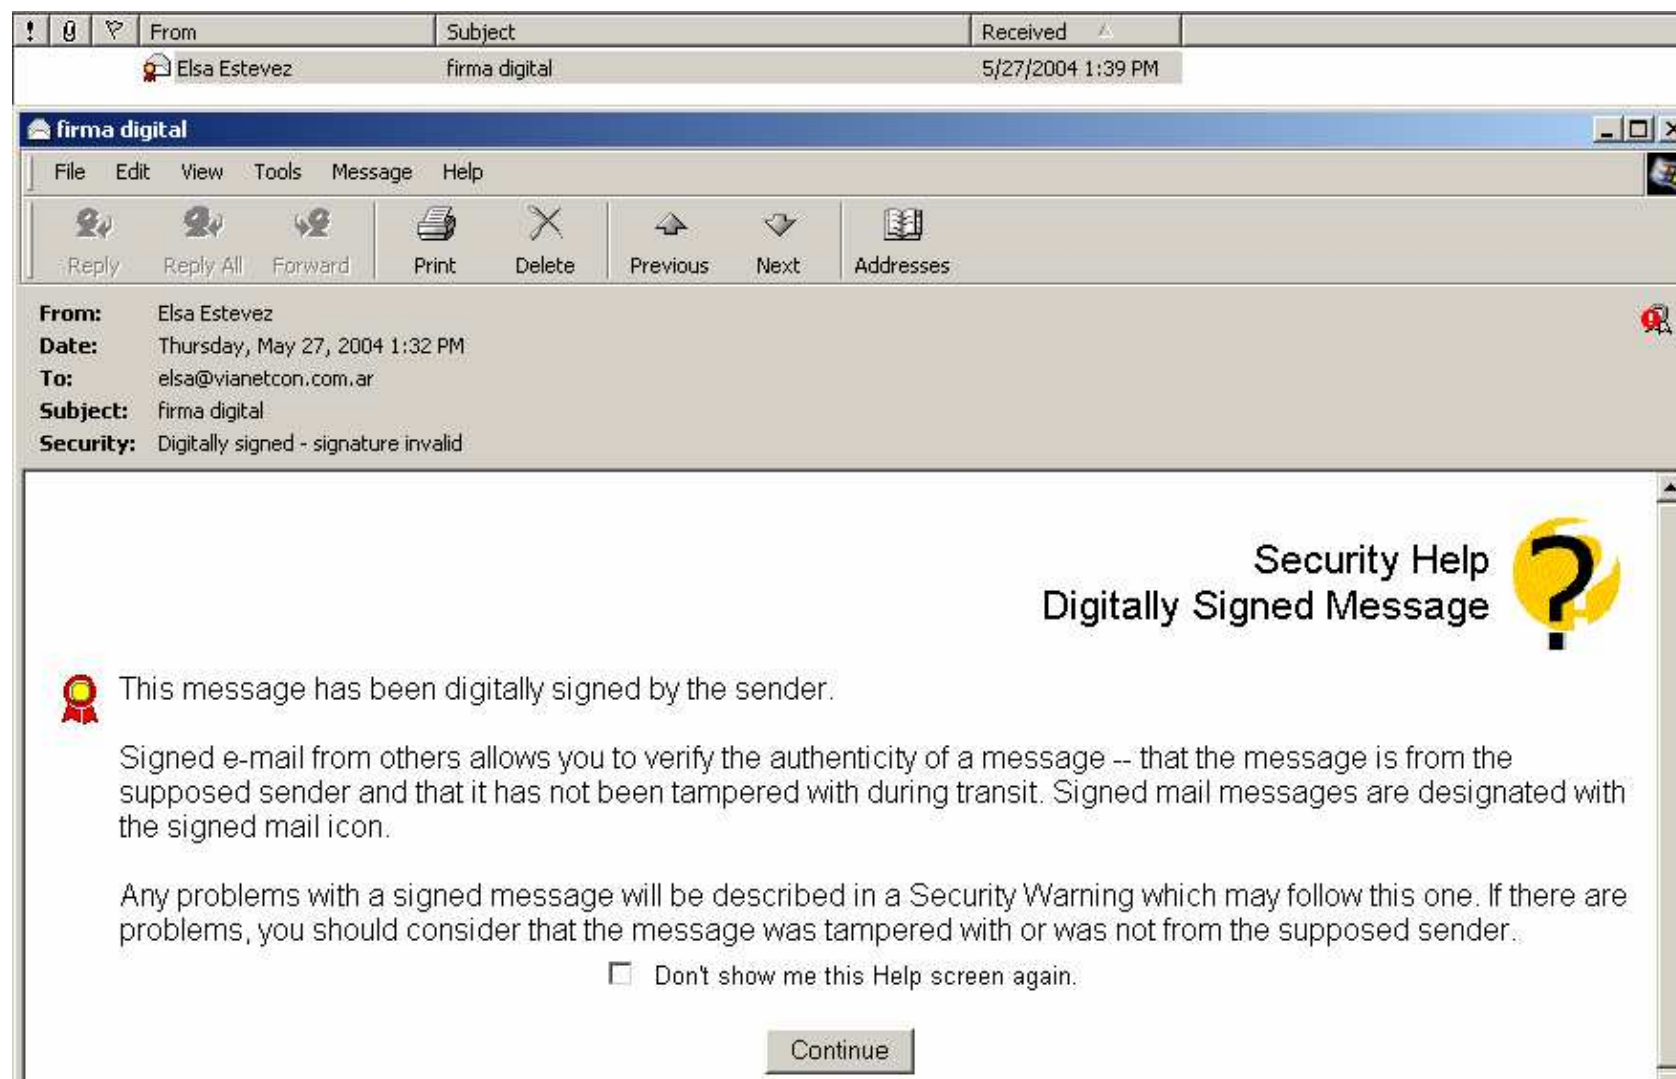 ! From Subject Received
Elsa Estevez firma digital 5/27/2004 1:39 PM
firma digital
File Edit View Tools Message Help
Reply Reply All Forward Print Delete Previous Next Addresses
From: Elsa Estevez
Date: Thursday, May 27, 2004 1:32 PM
To: elsa@vianetcon.com.ar
Subject: firma digital
Security: Digitally signed - signature invalid
Security Help
Digitally Signed Message
This message has been digitally signed by the sender.
Signed e-mail from others allows you to verify the authenticity of a message -- that the message is from the
supposed sender and that it has not been tampered with during transit. Signed mail messages are designated with
the signed mail icon.
Any problems with a signed message will be described in a Security Warning which may follow this one. If there are
problems, you should consider that the message was tampered with or was not from the supposed sender.
Don't show me this Help screen again.
Continue